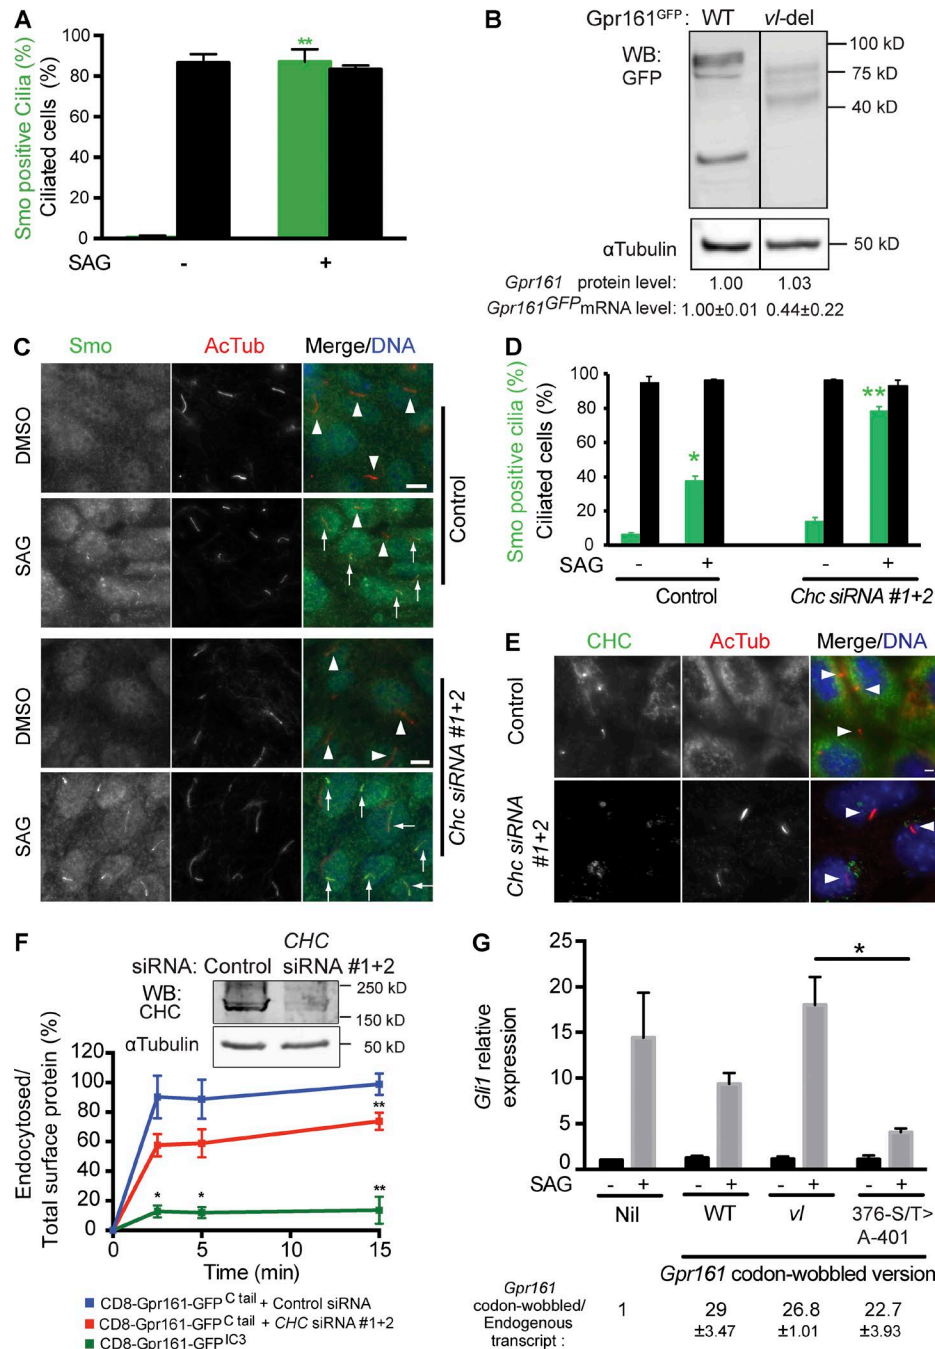 A
Smo positive Cilia (%)
Ciliated cells (%)
100
80
60
40
20
0
SAG - +
**
B
Gpr161GFP: WT vl-del
WB:
GFP
100 kD
75 kD
40 kD
αTubulin
50 kD
Gpr161 protein level: 1.00 1.03
Gpr161GFP mRNA level: 1.00±0.01 0.44±0.22
C
Smo AcTub Merge/DNA
DMSO
SAG
Control
DMSO
SAG
Chc siRNA #1+2
D
Smo positive cilia (%)
Ciliated cells (%)
100
80
60
40
20
0
*
**
SAG - + - +
Control Chc siRNA #1+2
E
CHC AcTub Merge/DNA
Control
Chc siRNA
#1+2
F
CHC
siRNA: Control siRNA #1+2
WB:
CHC
250 kD
150 kD
αTubulin
50 kD
Endocytosed/
Total surface protein (%)
120
100
80
60
40
20
0
**
* * **
0 5 10 15
Time (min)
CD8-Gpr161-GFP C tail + Control siRNA
CD8-Gpr161-GFP C tail + CHC siRNA #1+2
CD8-Gpr161-GFP IC3
G
Gli1 relative
expression
25
20
15
10
5
0
*
SAG - + - + - + - +
Nil WT vl 376-S/T>
A-401
Gpr161 codon-wobbled version
Gpr161
codon-wobbled/
Endogenous
transcript :
1 29 26.8 22.7
±3.47 ±1.01 ±3.93